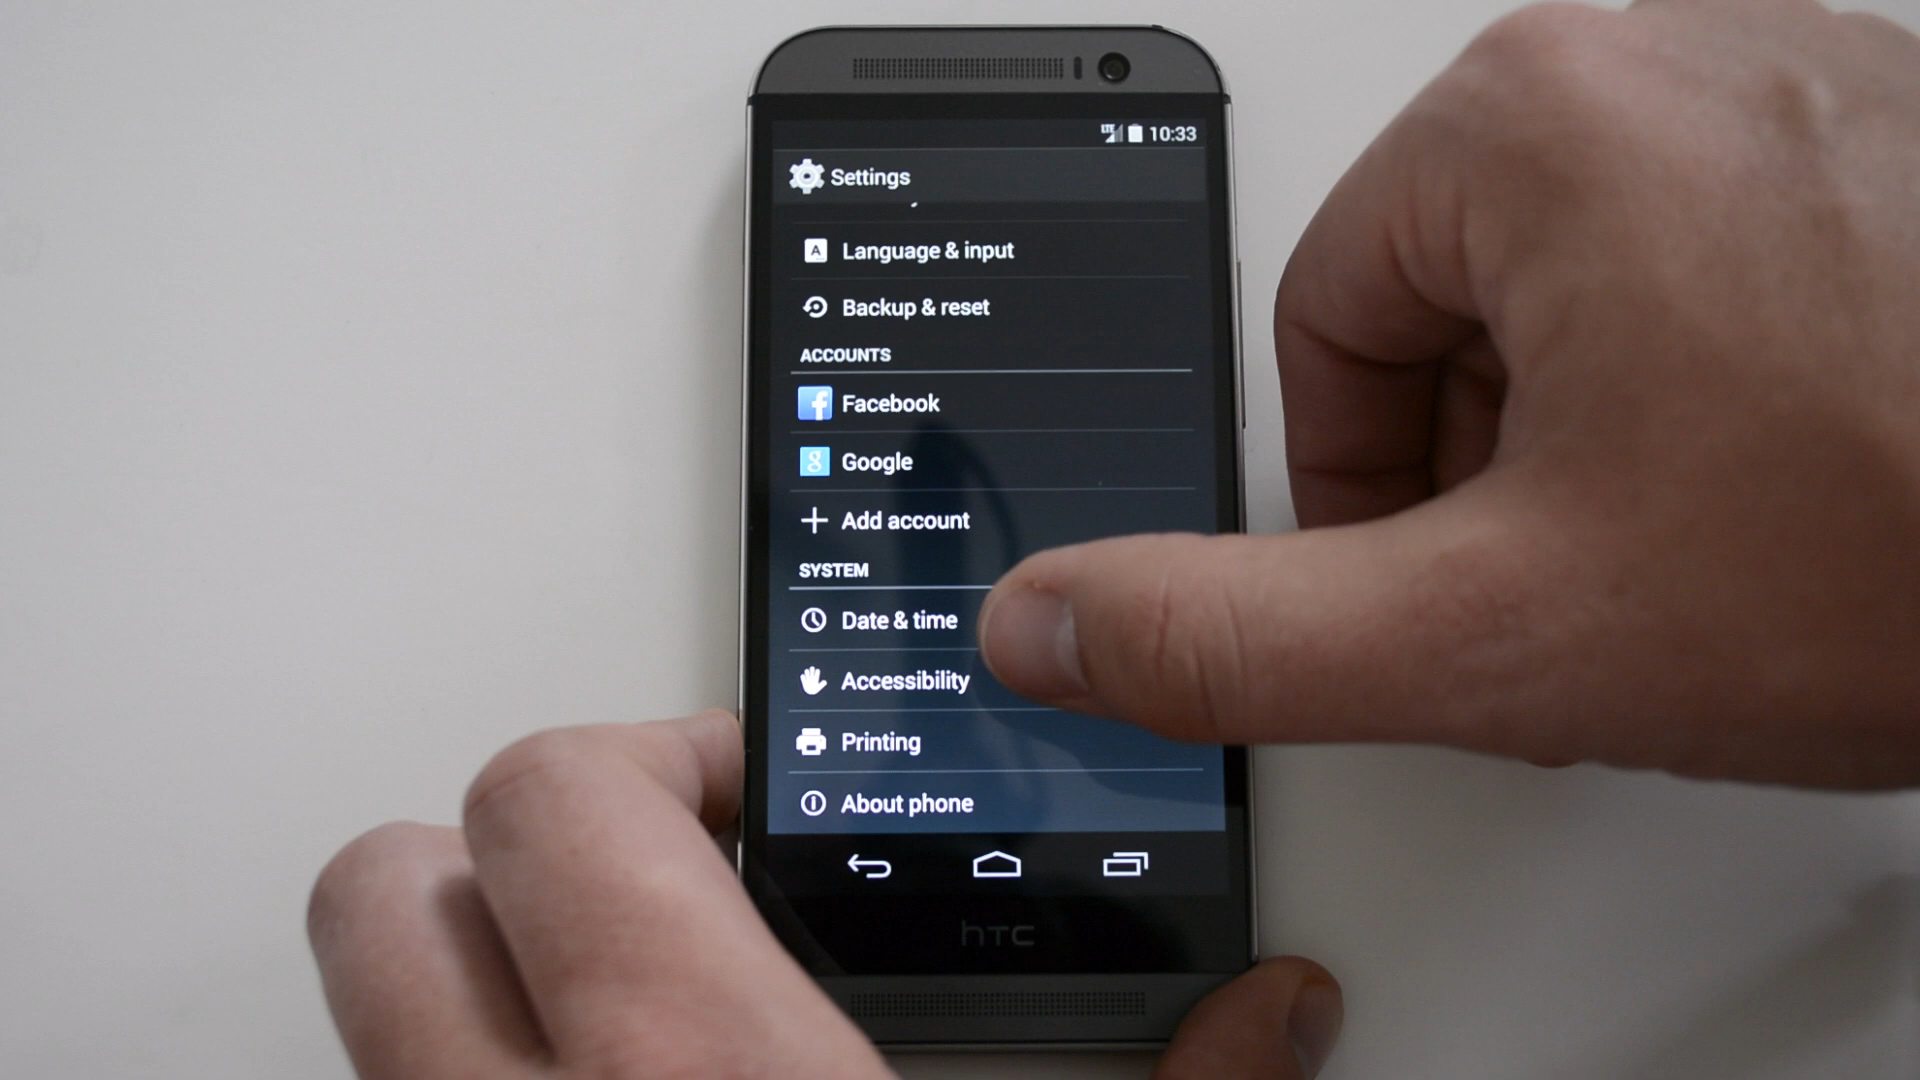 LTE 10:33
Settings
Language & input
Backup & reset
ACCOUNTS
Facebook
Google
Add account
SYSTEM
Date & time
Accessibility
Printing
About phone
hTC